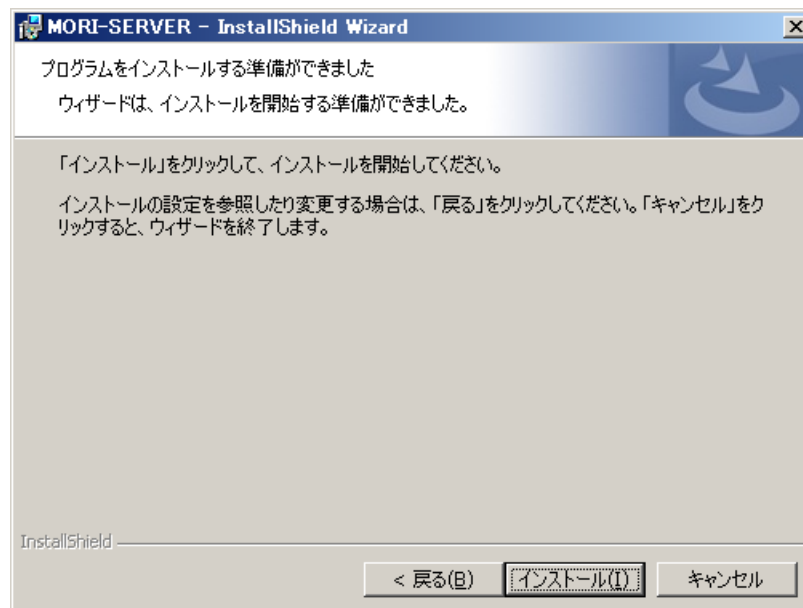 MORI-SERVER - InstallShield Wizard
プログラムをインストールする準備ができました
ウィザードは、インストールを開始する準備ができました。
「インストール」をクリックして、インストールを開始してください。
インストールの設定を参照したり変更する場合は、「戻る」をクリックしてください。「キャンセル」をク
リックすると、ウィザードを終了します。
InstallShield
< 戻る(B) インストール(I) キャンセル